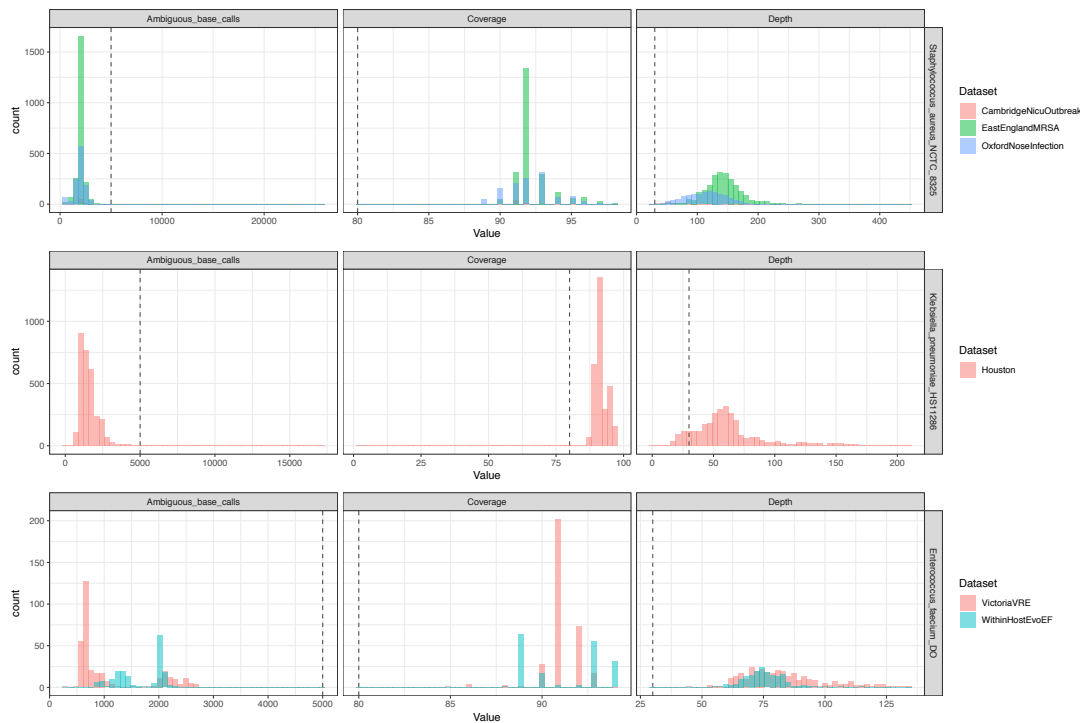 Ambiguous_base_calls Coverage Depth
1500
1000
500
0
count
0 10000 20000
80 85 90 95
0 100 200 300 400
Value
Staphylococcus_aureus_NCTC_8325
Dataset
CambridgeNicuOutbreak
EastEnglandMRSA
OxfordNoseInfection
Ambiguous_base_calls Coverage Depth
1000
500
0
count
0 5000 10000 15000
0 25 50 75 100
0 50 100 150 200
Value
Klebsiella_pneumoniae_HS11286
Dataset
Houston
Ambiguous_base_calls Coverage Depth
200
150
100
50
0
count
0 1000 2000 3000 4000 5000
80 85 90
25 50 75 100 125
Value
Enterococcus_faecium_DO
Dataset
VictoriaVRE
WithinHostEvoEF